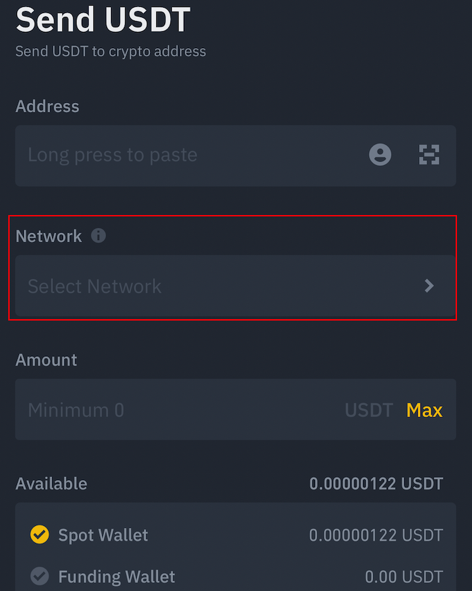 Send USDT
Send USDT to crypto address
Address
Long press to paste
Network
Select Network
Amount
Minimum 0 USDT Max
Available 0.00000122 USDT
Spot Wallet 0.00000122 USDT
Funding Wallet 0.00 USDT